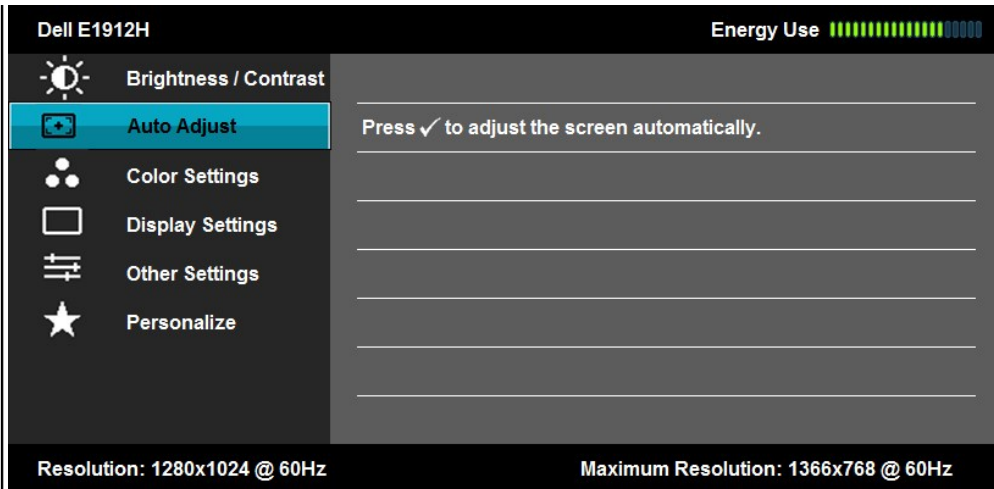 Dell E1912H Energy Use
Brightness / Contrast
Auto Adjust Press ✓ to adjust the screen automatically.
Color Settings
Display Settings
Other Settings
Personalize
Resolution: 1280x1024 @ 60Hz Maximum Resolution: 1366x768 @ 60Hz